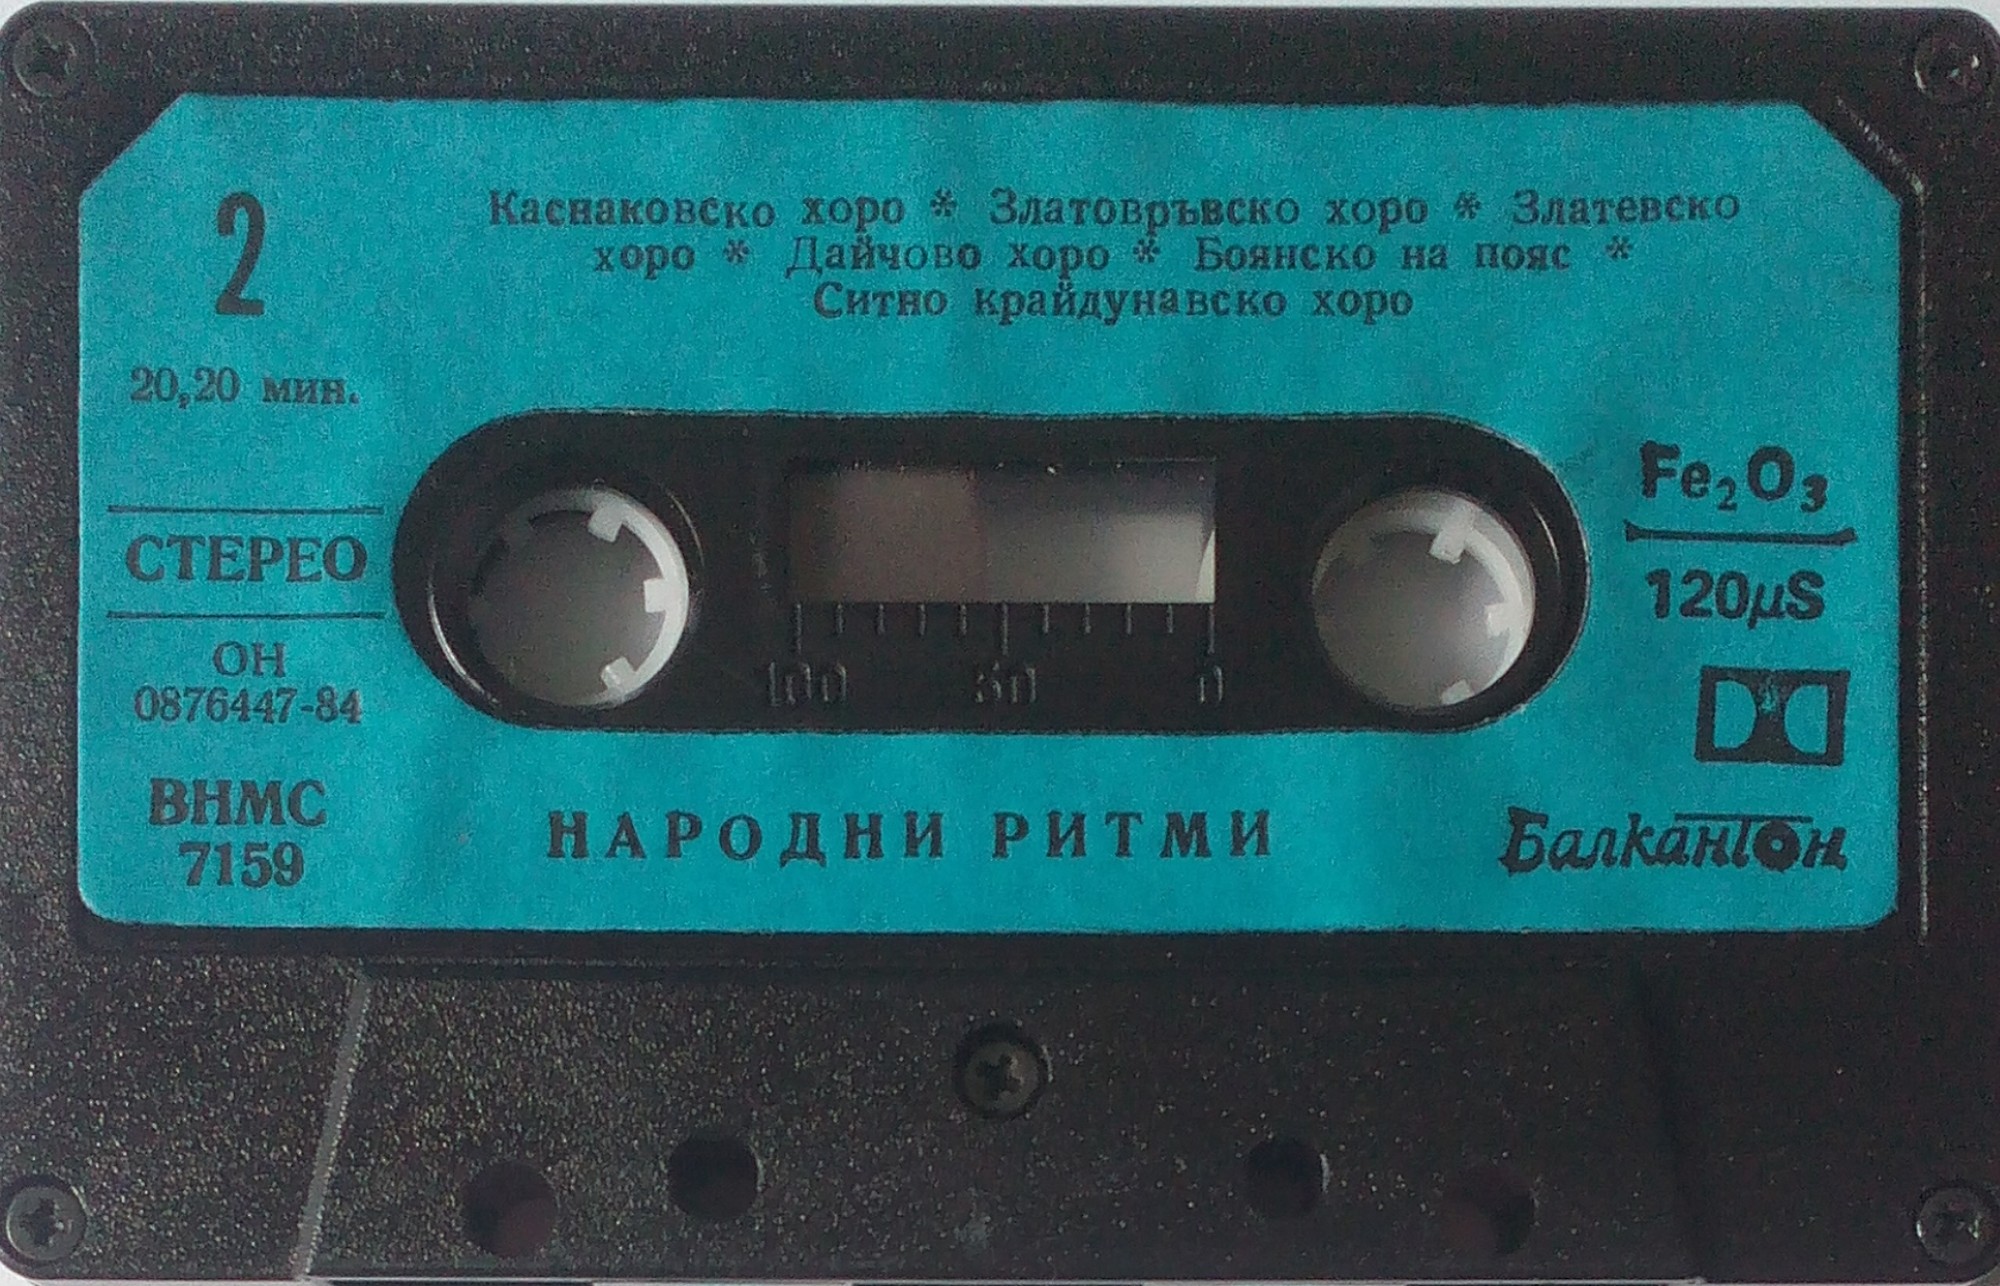 2
Каснаковско хоро * Златовръвско хоро * Златевско
хоро * Дайчово хоро * Боянско на пояс *
Ситно крайдунавско хоро
20,20 мин.
СТЕРЕО
ОН
0876447-84
ВНМС
7159
100 50 0
Fe₂O₃
120µS
НАРОДНИ РИТМИ
Балкантон